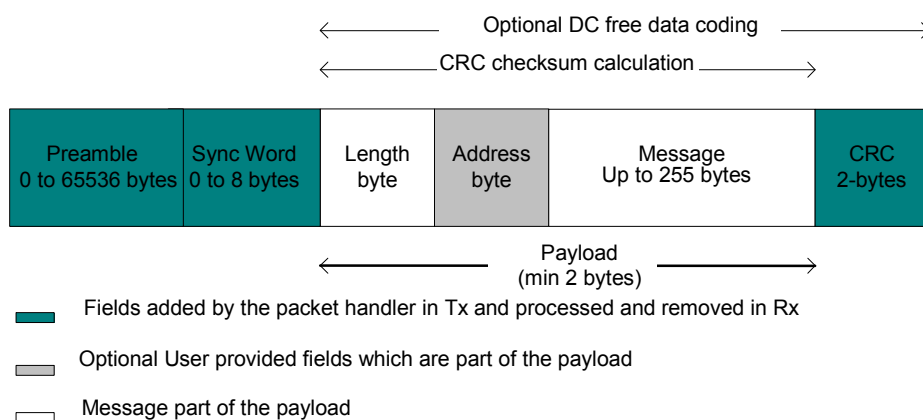 Optional DC free data coding
CRC checksum calculation
Preamble
0 to 65536 bytes
Sync Word
0 to 8 bytes
Length
byte
Address
byte
Message
Up to 255 bytes
CRC
2-bytes
Payload
(min 2 bytes)
Fields added by the packet handler in Tx and processed and removed in Rx
Optional User provided fields which are part of the payload
Message part of the payload